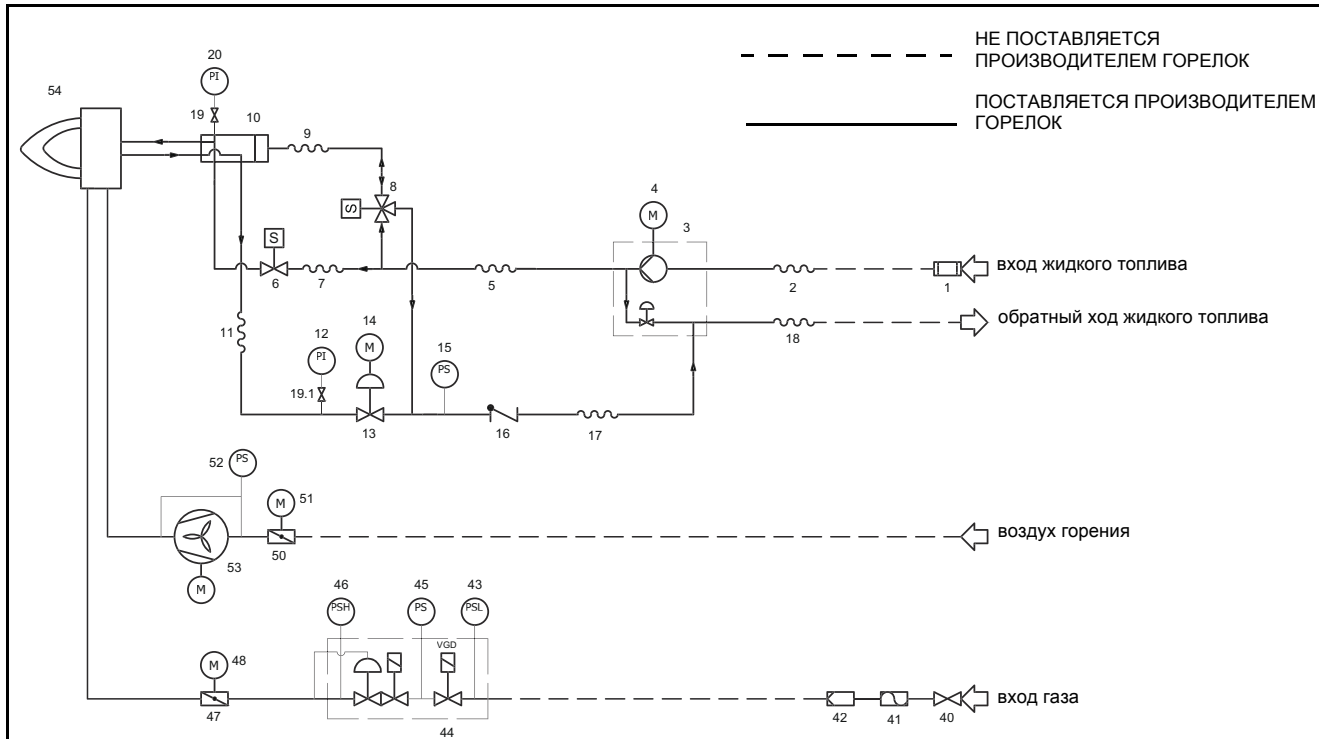 НЕ ПОСТАВЛЯЕТСЯ
ПРОИЗВОДИТЕЛЕМ ГОРЕЛОК
ПОСТАВЛЯЕТСЯ ПРОИЗВОДИТЕЛЕМ
ГОРЕЛОК
20
PI
54
19
10
9
8
S
4
M
3
S
6
7
5
2
1
вход жидкого топлива
18
обратный ход жидкого топлива
11
12
PI
14
M
15
PS
19.1
13
16
17
52
PS
M
51
50
53
M
воздух горения
46
PSH
45
PS
43
PSL
VGD
M
48
47
44
42
41
40
вход газа